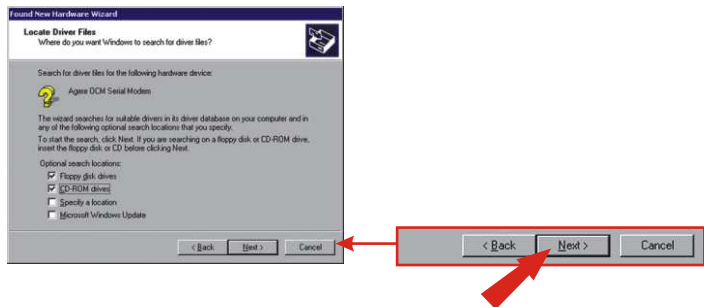 Found New Hardware Wizard
Locate Driver Files
Where do you want Windows to search for driver files?
Search for driver files for the following hardware device:
Agere OCM Serial Modem
The wizard searches for suitable drivers in its driver database on your computer and in
any of the following optional search locations that you specify.
To start the search, click Next. If you are searching on a floppy disk or CD-ROM drive,
insert the floppy disk or CD before clicking Next.
Optional search locations:
Floppy disk drives
CD-ROM drives
Specify a location
Microsoft Windows Update
< Back Next > Cancel
< Back Next > Cancel